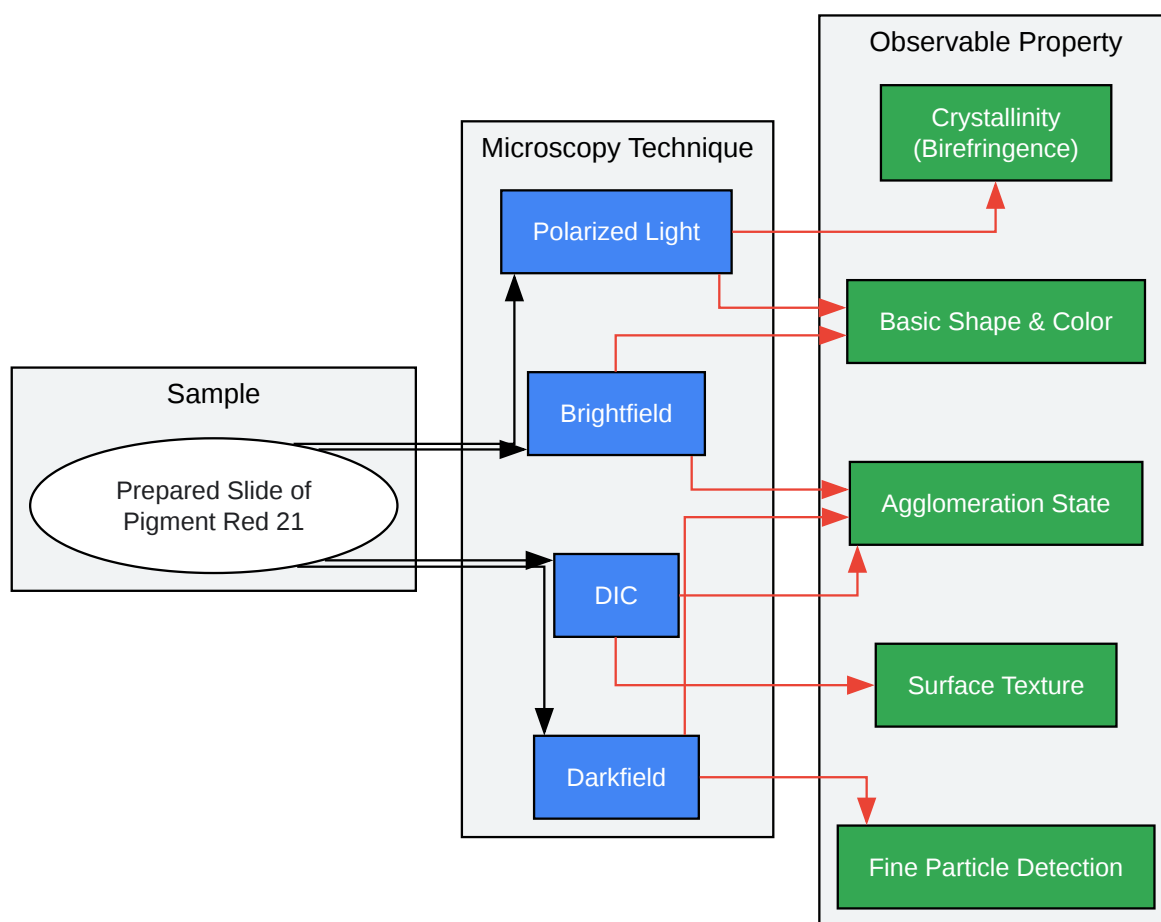 Sample
Prepared Slide of
Pigment Red 21
Microscopy Technique
Polarized Light
Brightfield
DIC
Darkfield
Observable Property
Crystallinity
(Birefringence)
Basic Shape & Color
Agglomeration State
Surface Texture
Fine Particle Detection